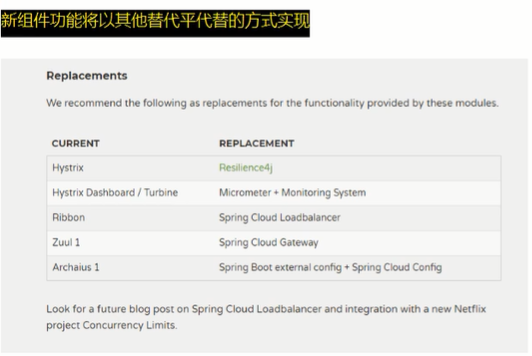 新组件功能将以其他替代平代替的方式实现
Replacements
We recommend the following as replacements for the functionality provided by these modules.
CURRENT REPLACEMENT
Hystrix Resilience4j
Hystrix Dashboard / Turbine Micrometer + Monitoring System
Ribbon Spring Cloud Loadbalancer
Zuul 1 Spring Cloud Gateway
Archaius 1 Spring Boot external config + Spring Cloud Config
Look for a future blog post on Spring Cloud Loadbalancer and integration with a new Netflix
project Concurrency Limits.